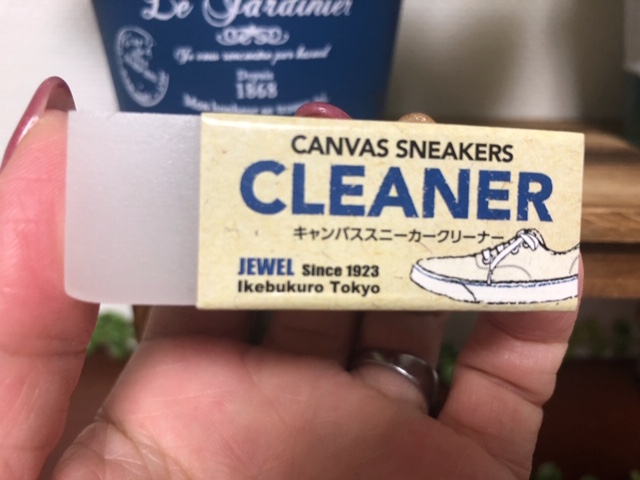 Le Jardinier
Depuis
1868
CANVAS SNEAKERS
CLEANER
キャンバススニーカークリーナー
JEWEL Since 1923
Ikebukuro Tokyo